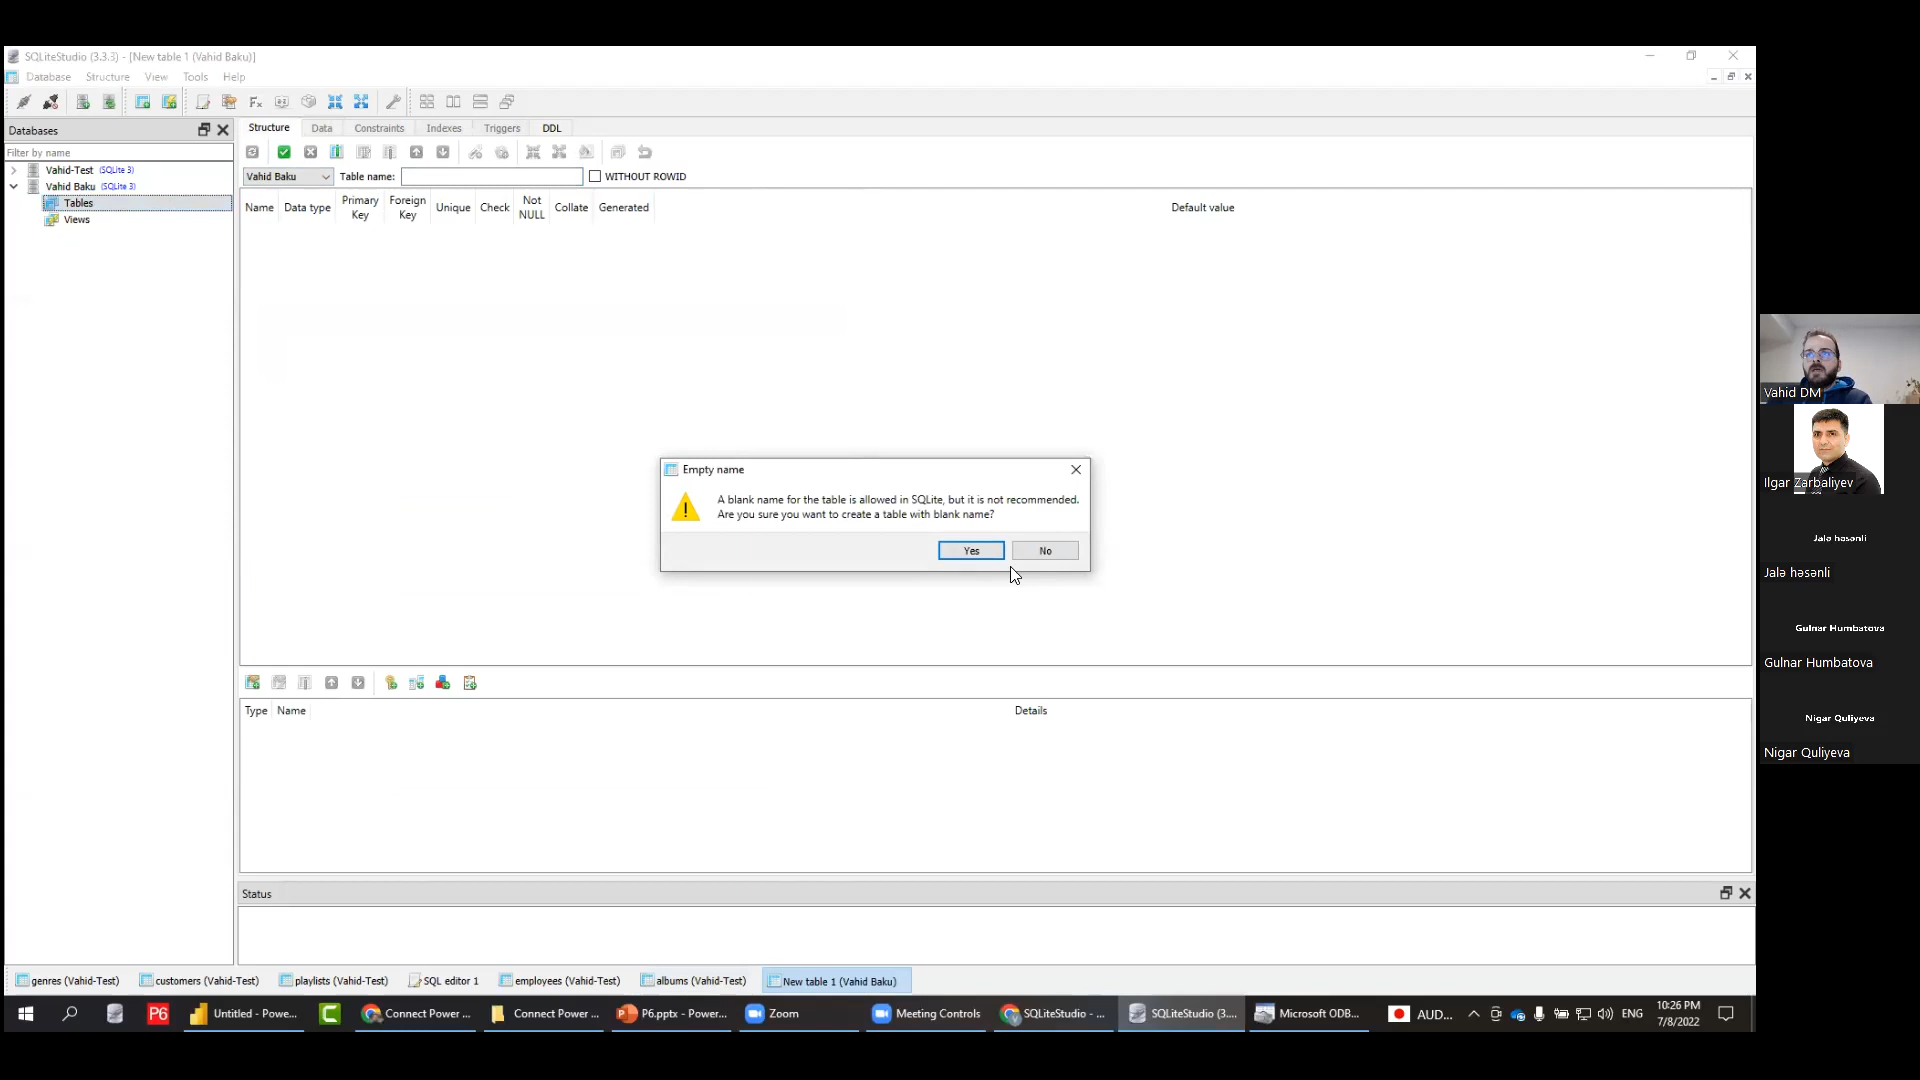 SQLiteStudio (3.3.3) - [New table 1 (Vahid Baku)]
Database Structure View Tools Help
Databases
Filter by name
Vahid-Test (SQLite 3)
Vahid Baku (SQLite 3)
Tables
Views
Structure Data Constraints Indexes Triggers DDL
Vahid Baku Table name: WITHOUT ROWID
Name Data type Primary Key Foreign Key Unique Check Not NULL Collate Generated Default value
Empty name
A blank name for the table is allowed in SQLite, but it is not recommended.
Are you sure you want to create a table with blank name?
Yes No
Type Name Details
Status
genres (Vahid-Test) customers (Vahid-Test) playlists (Vahid-Test) SQL editor 1 employees (Vahid-Test) albums (Vahid-Test) New table 1 (Vahid Baku)
P6 Untitled - Powe... Connect Power ... Connect Power ... P6.pptx - Power... Zoom Meeting Controls SQLiteStudio - ... SQLiteStudio (3.... Microsoft ODB... AUD... ENG
10:26 PM
7/8/2022
Vahid DM
Ilgar Zarbaliyev
Jalə həsənli
Jalə həsənli
Gulnar Humbatova
Gulnar Humbatova
Nigar Quliyeva
Nigar Quliyeva